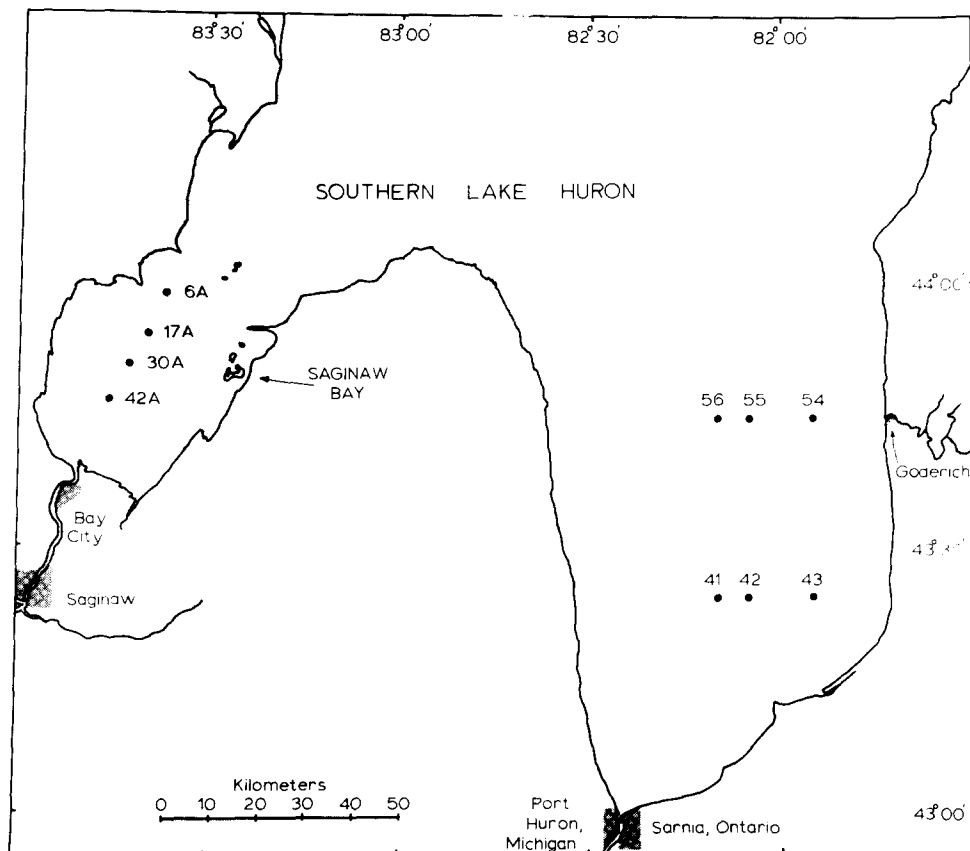 83°30' 83°00' 82°30' 82°00'
SOUTHERN LAKE HURON
44°00'
6A
17A
30A
42A
SAGINAW
BAY
56 55 54
Goderich
Bay
City
43°30'
41 42 43
Saginaw
Kilometers
0 10 20 30 40 50
Port
Huron,
Michigan
Sarnia, Ontario
43°00'